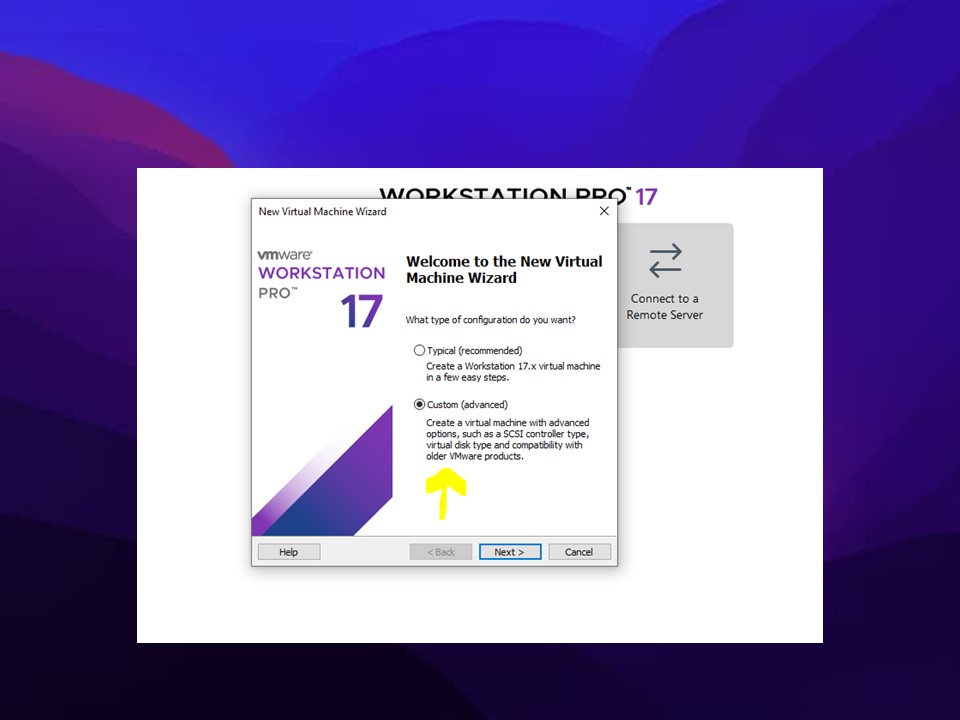 WORKSTATION PRO™ 17
New Virtual Machine Wizard
vmware®
WORKSTATION
PRO™
17
Welcome to the New Virtual
Machine Wizard
What type of configuration do you want?
Typical (recommended)
Create a Workstation 17.x virtual machine
in a few easy steps.
Custom (advanced)
Create a virtual machine with advanced
options, such as a SCSI controller type,
virtual disk type and compatibility with
older VMware products.
Help
< Back
Next >
Cancel
Connect to a
Remote Server